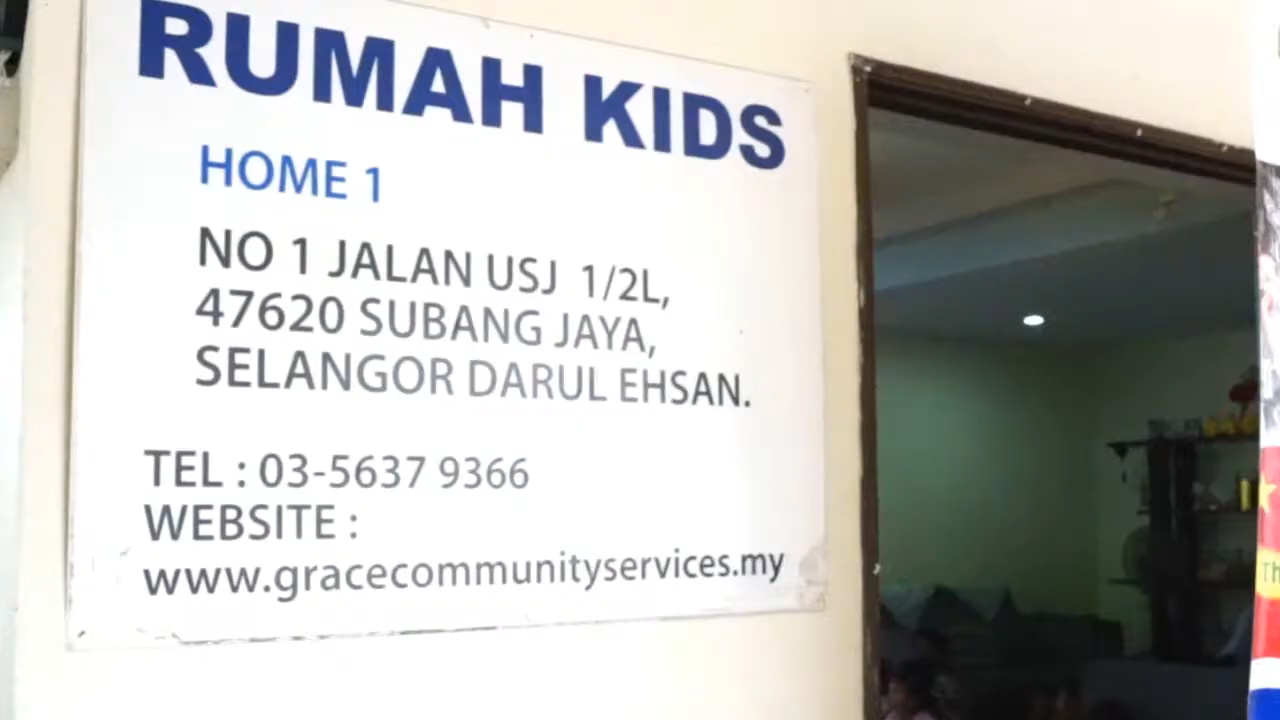 RUMAH KIDS
HOME 1
NO 1 JALAN USJ 1/2L,
47620 SUBANG JAYA,
SELANGOR DARUL EHSAN.
TEL : 03-5637 9366
WEBSITE :
www.gracecommunityservices.my